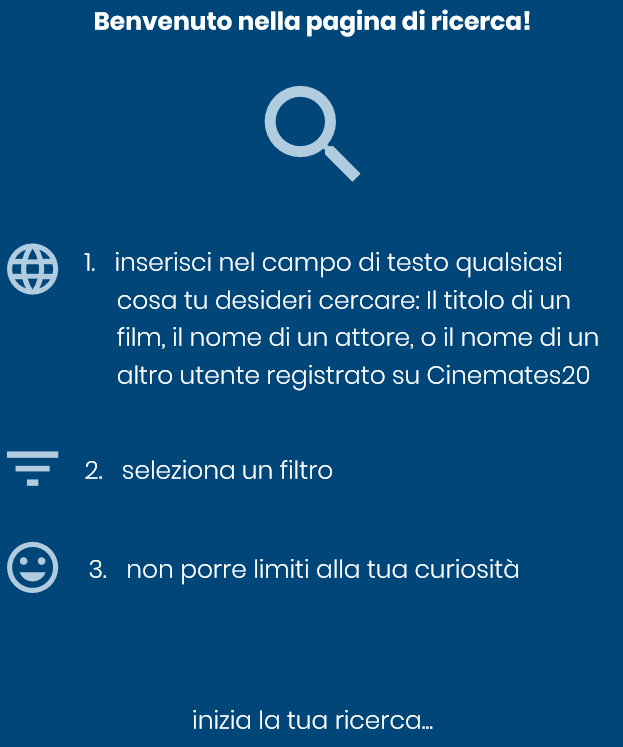 Benvenuto nella pagina di ricerca!
1. inserisci nel campo di testo qualsiasi
cosa tu desideri cercare: Il titolo di un
film, il nome di un attore, o il nome di un
altro utente registrato su Cinemates20
2. seleziona un filtro
3. non porre limiti alla tua curiosità
inizia la tua ricerca...